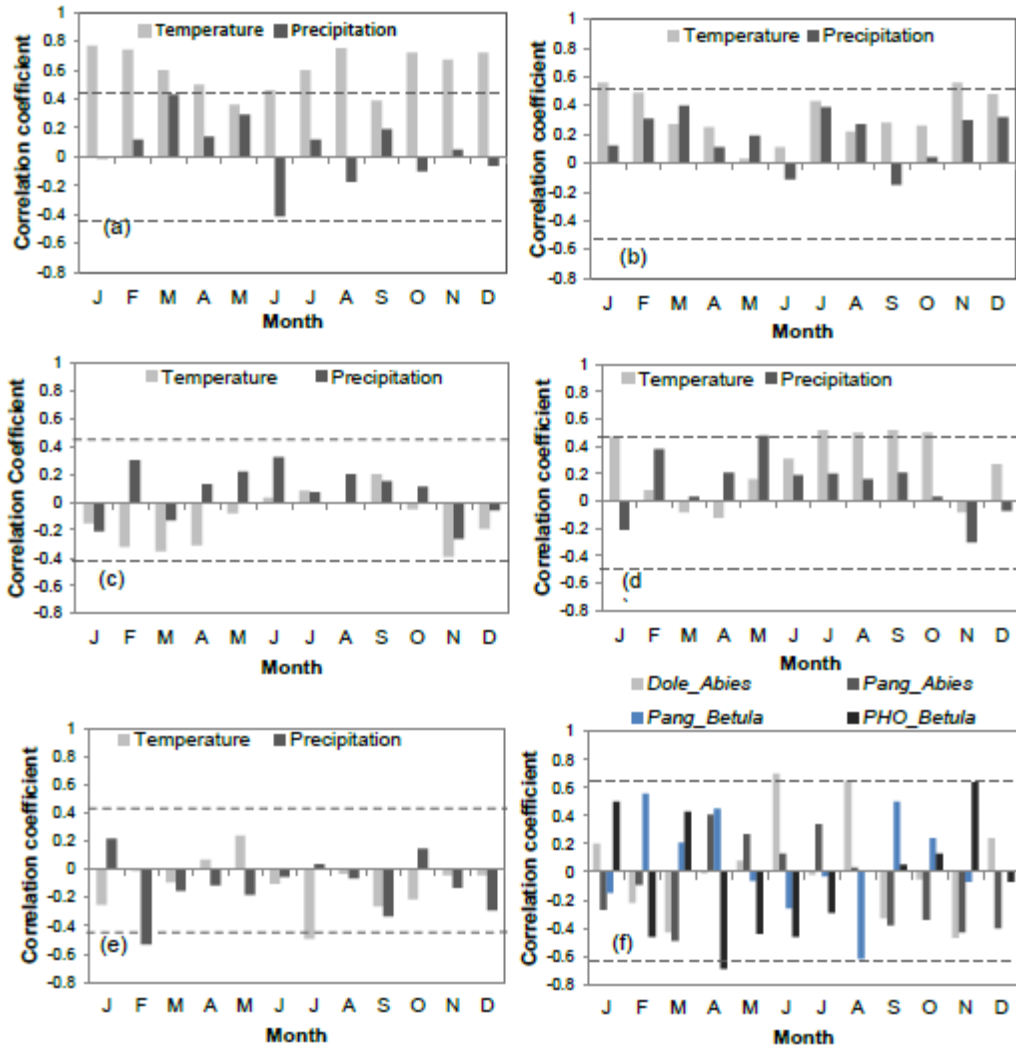 Correlation coefficient
1
0.8
0.6
0.4
0.2
0
-0.2
-0.4
-0.6
-0.8
Temperature Precipitation
(a)
J F M A M J J A S O N D
Month
Correlation coefficient
1
0.8
0.6
0.4
0.2
0
-0.2
-0.4
-0.6
-0.8
Temperature Precipitation
(b)
J F M A M J J A S O N D
Month
Correlation Coefficient
1
0.8
0.6
0.4
0.2
0
-0.2
-0.4
-0.6
-0.8
Temperature Precipitation
(c)
J F M A M J J A S O N D
Month
Correlation coefficient
1
0.8
0.6
0.4
0.2
0
-0.2
-0.4
-0.6
-0.8
Temperature Precipitation
(d
J F M A M J J A S O N D
Month
Correlation coefficient
1
0.8
0.6
0.4
0.2
0
-0.2
-0.4
-0.6
-0.8
Temperature Precipitation
(e)
J F M A M J J A S O N D
Month
Dole_Abies Pang_Abies
Pang_Betula PHO_Betula
Correlation coefficient
1
0.8
0.6
0.4
0.2
0
-0.2
-0.4
-0.6
-0.8
(f)
J F M A M J J A S O N D
Month